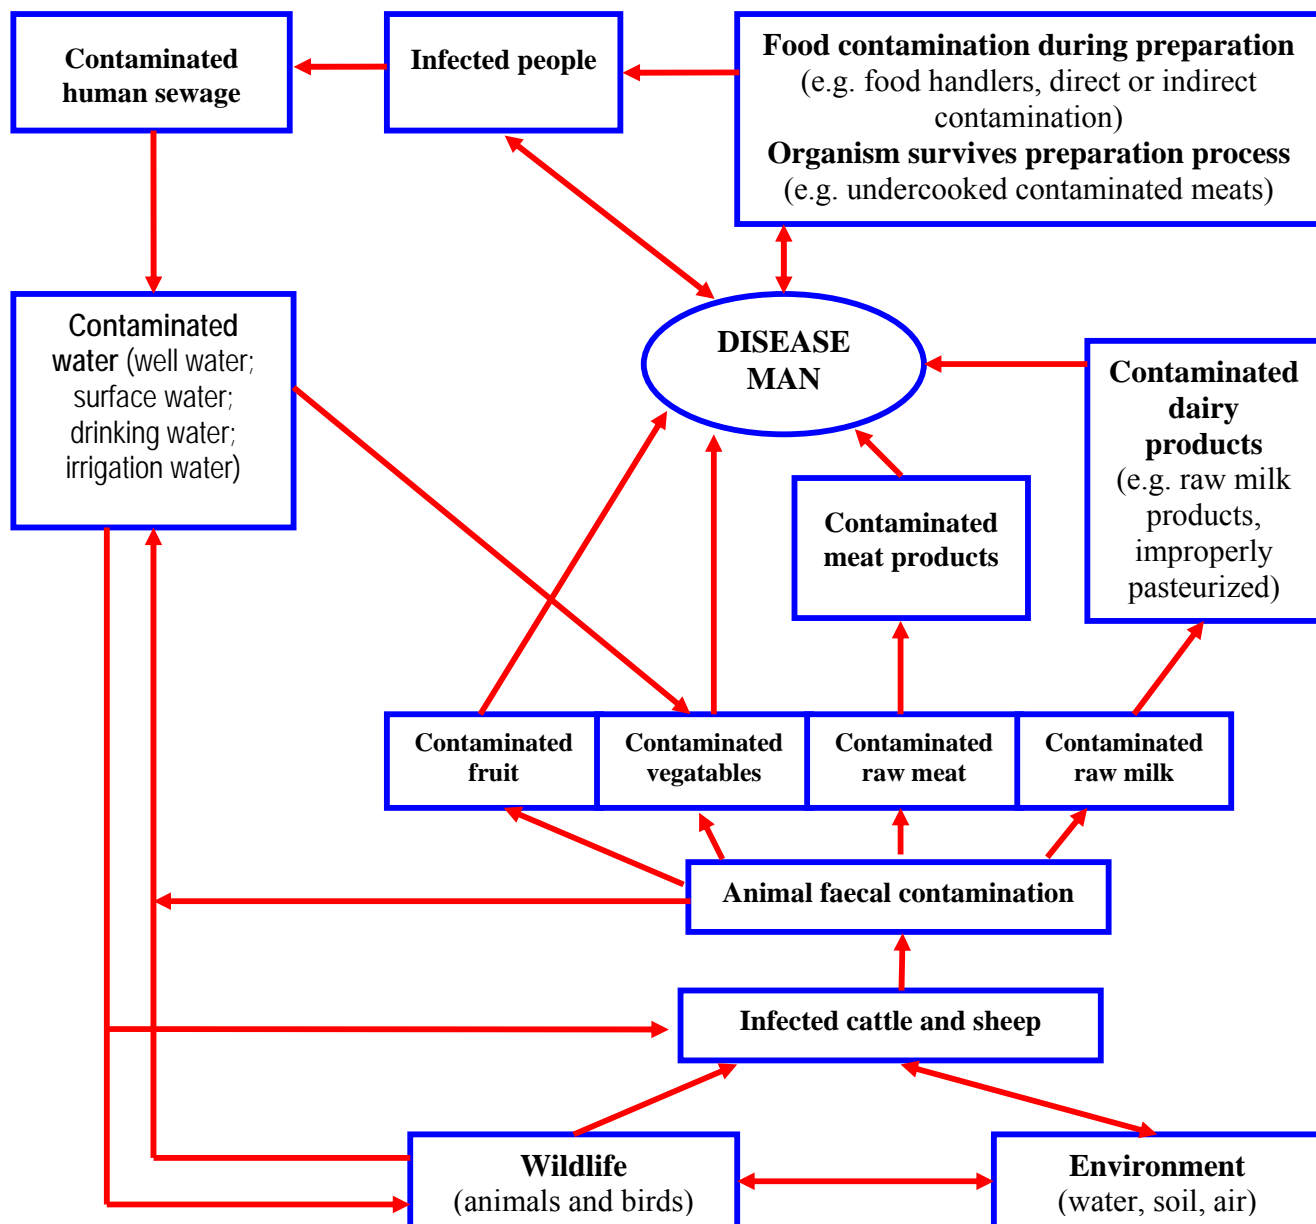 Contaminated
human sewage
Infected people
Food contamination during preparation
(e.g. food handlers, direct or indirect
contamination)
Organism survives preparation process
(e.g. undercooked contaminated meats)
Contaminated
water (well water;
surface water;
drinking water;
irrigation water)
DISEASE
MAN
Contaminated
dairy
products
(e.g. raw milk
products,
improperly
pasteurized)
Contaminated
meat products
Contaminated
fruit
Contaminated
vegatables
Contaminated
raw meat
Contaminated
raw milk
Animal faecal contamination
Infected cattle and sheep
Wildlife
(animals and birds)
Environment
(water, soil, air)